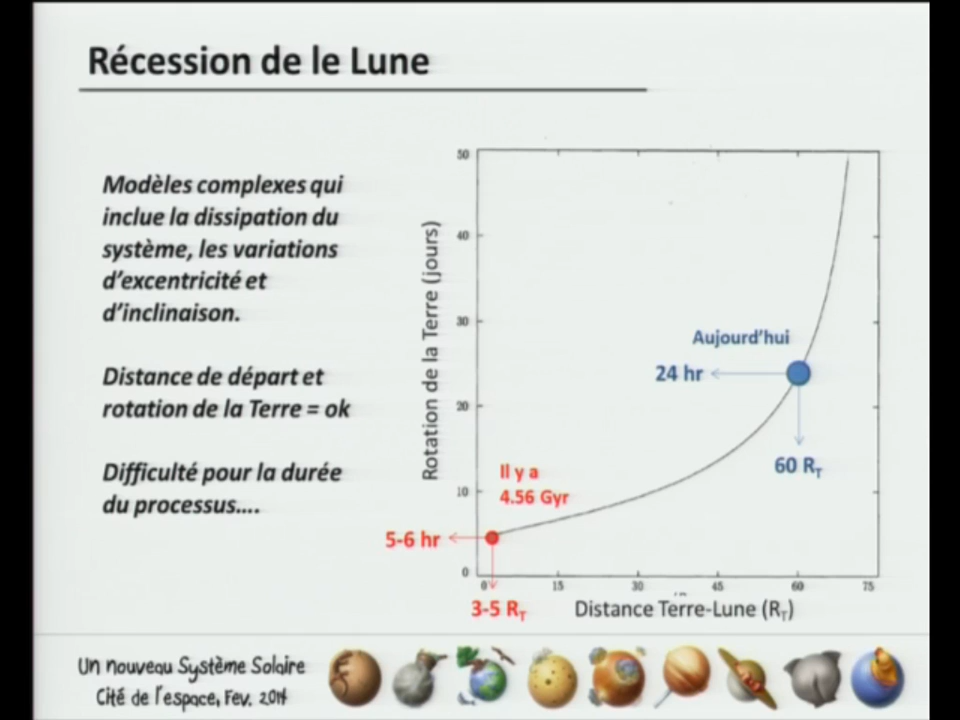 Récession de le Lune
Modèles complexes qui
inclue la dissipation du
système, les variations
d'excentricité et
d'inclinaison.
Distance de départ et
rotation de la Terre = ok
Difficulté pour la durée
du processus....
Rotation de la Terre (jours)
50
40
30
20
10
0
Aujourd'hui
24 hr
60 R_T
Il y a
4.56 Gyr
5-6 hr
3-5 R_T
0 15 30 45 60 75
Distance Terre-Lune (R_T)
Un nouveau Système Solaire
Cité de l'espace, Fev. 2014